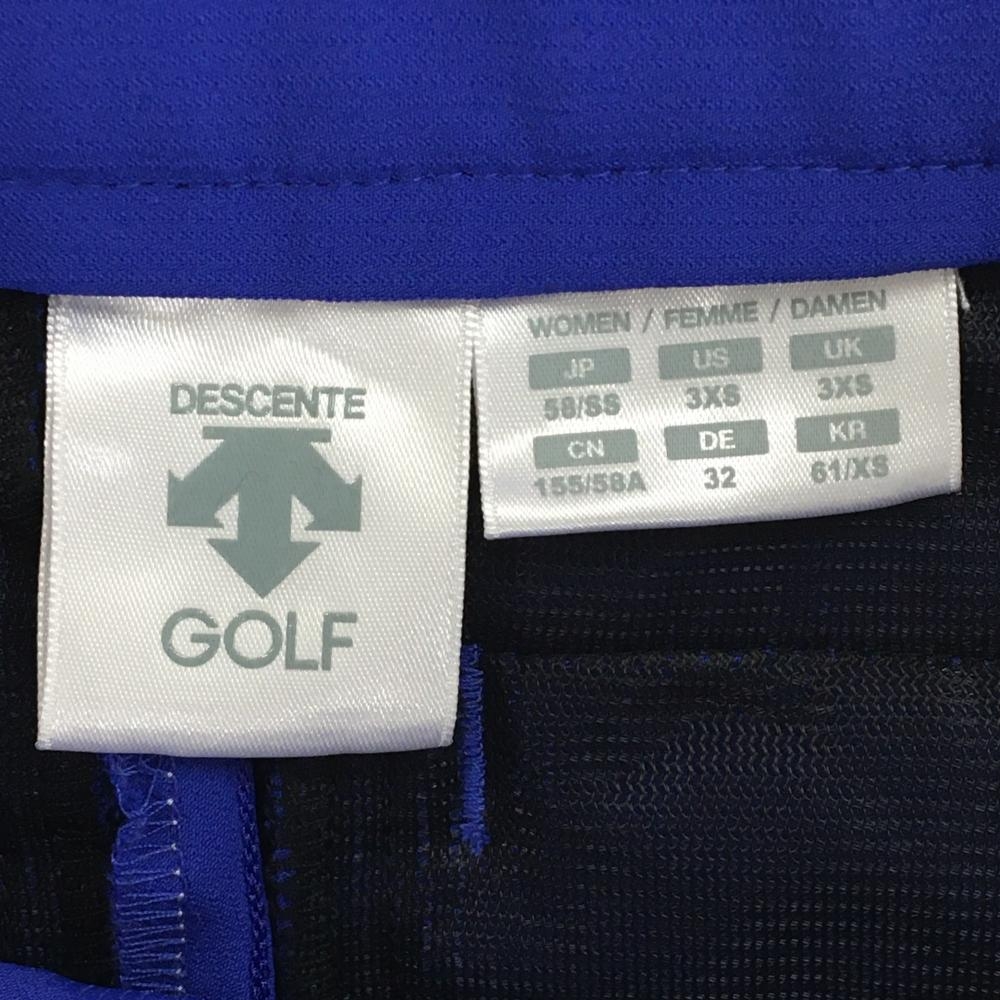 DESCENTE
GOLF
WOMEN / FEMME / DAMEN
JP US UK
58/SS 3XS 3XS
CN DE KR
155/58A 32 61/XS